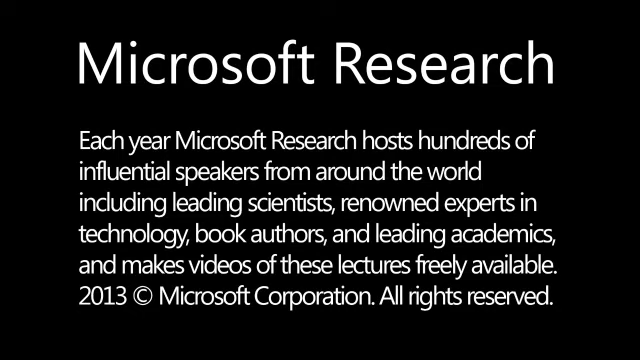 Microsoft Research
Each year Microsoft Research hosts hundreds of
influential speakers from around the world
including leading scientists, renowned experts in
technology, book authors, and leading academics,
and makes videos of these lectures freely available.
2013 © Microsoft Corporation. All rights reserved.